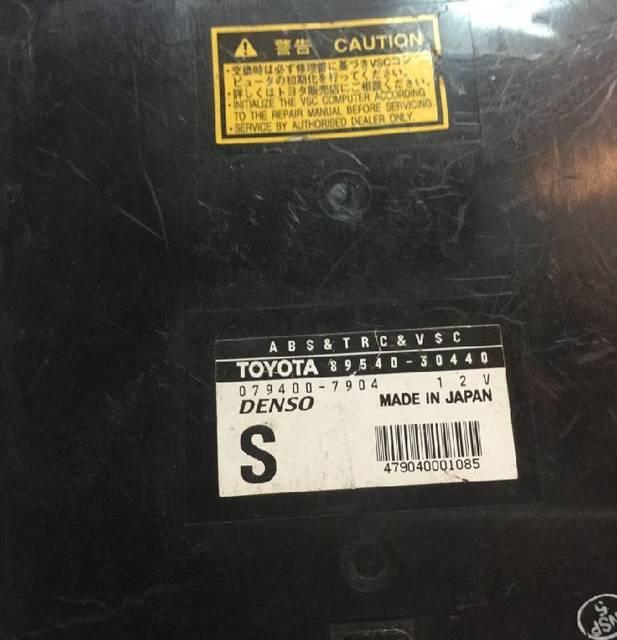 警告 CAUTION
・交換時は必ず修理書に基づきVSCコン
ピュータの初期化を行ってください。
・詳しくはトヨタ販売店にご相談ください。
・INITIALIZE THE VSC COMPUTER ACCORDING
TO THE REPAIR MANUAL BEFORE SERVICING
・SERVICE BY AUTHORISED DEALER ONLY.
ABS&TRC&VSC
TOYOTA 89540-30440
079400-7904 12V
DENSO MADE IN JAPAN
S
479040001085
5